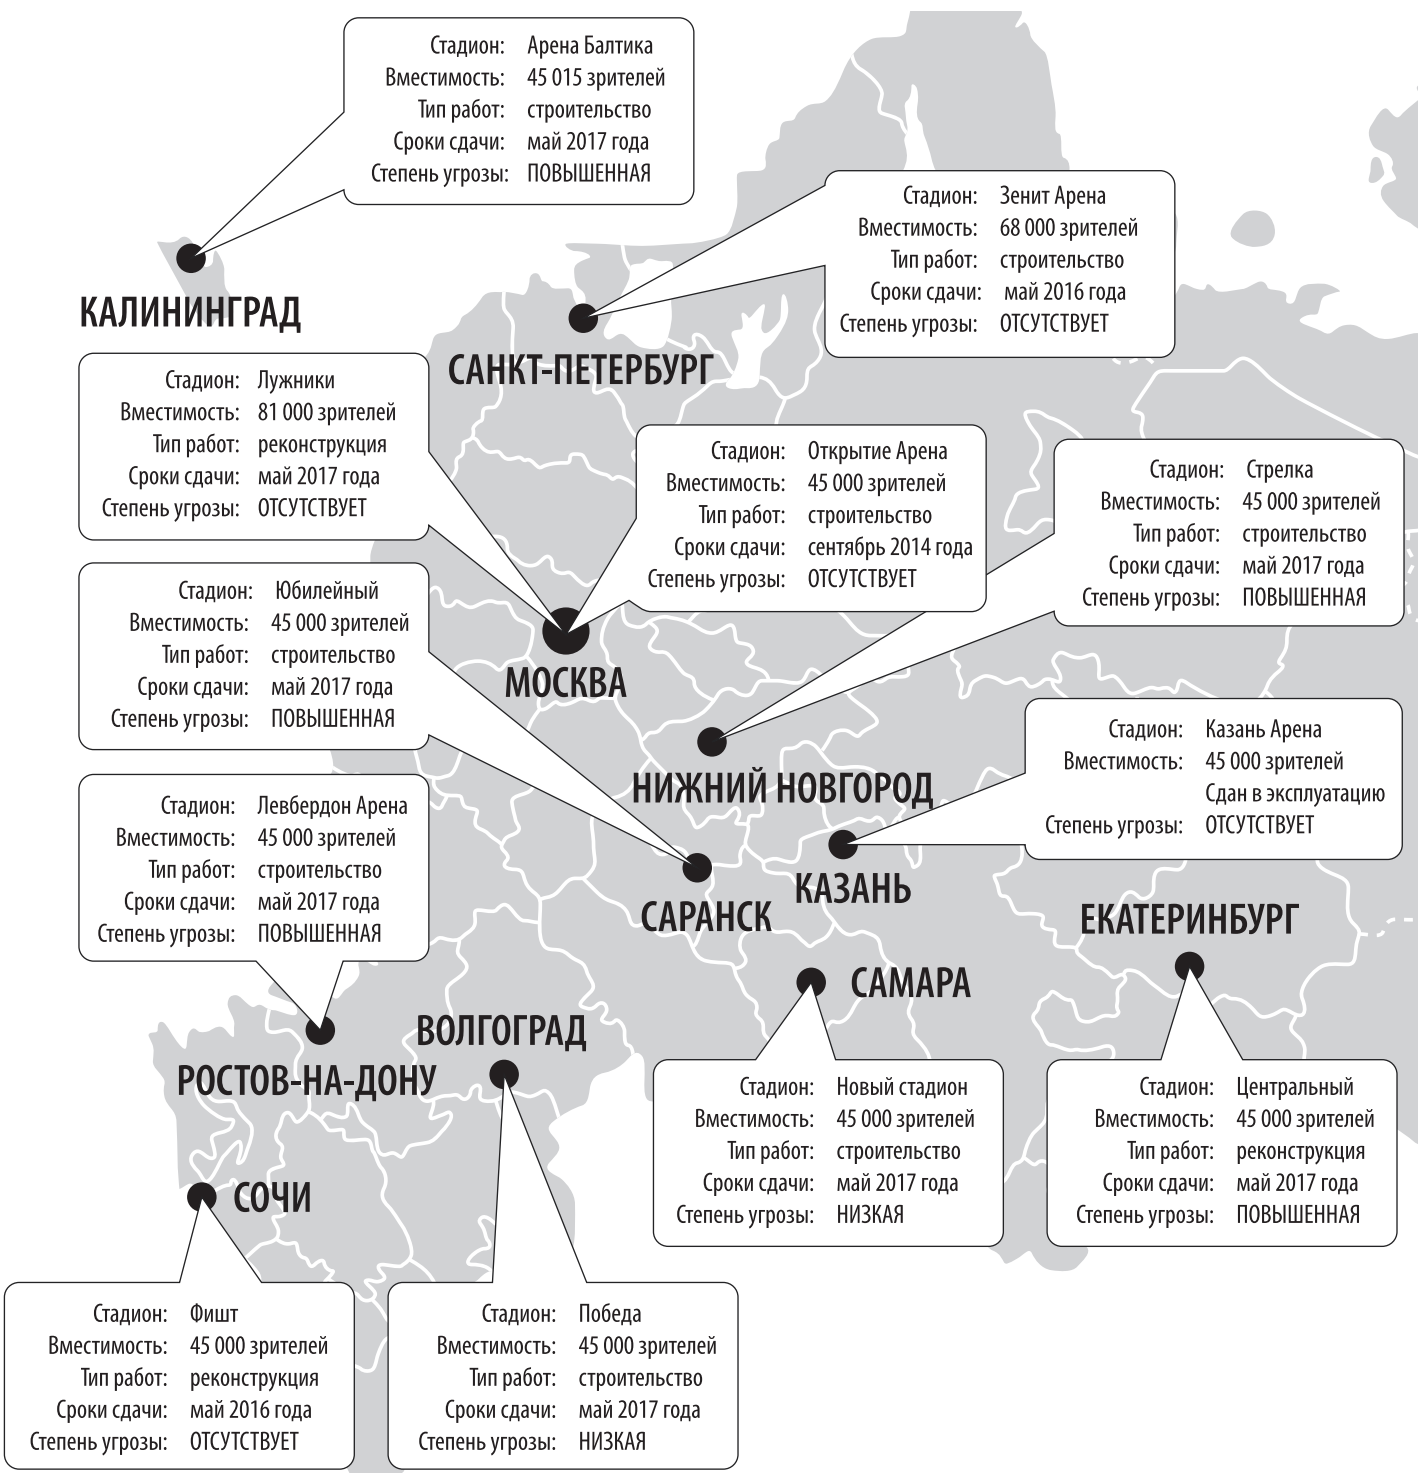 Стадион: Арена Балтика
Вместимость: 45 015 зрителей
Тип работ: строительство
Сроки сдачи: май 2017 года
Степень угрозы: ПОВЫШЕННАЯ
КАЛИНИНГРАД
Стадион: Зенит Арена
Вместимость: 68 000 зрителей
Тип работ: строительство
Сроки сдачи: май 2016 года
Степень угрозы: ОТСУТСТВУЕТ
САНКТ-ПЕТЕРБУРГ
Стадион: Лужники
Вместимость: 81 000 зрителей
Тип работ: реконструкция
Сроки сдачи: май 2017 года
Степень угрозы: ОТСУТСТВУЕТ
Стадион: Открытие Арена
Вместимость: 45 000 зрителей
Тип работ: строительство
Сроки сдачи: сентябрь 2014 года
Степень угрозы: ОТСУТСТВУЕТ
МОСКВА
Стадион: Стрелка
Вместимость: 45 000 зрителей
Тип работ: строительство
Сроки сдачи: май 2017 года
Степень угрозы: ПОВЫШЕННАЯ
НИЖНИЙ НОВГОРОД
Стадион: Юбилейный
Вместимость: 45 000 зрителей
Тип работ: строительство
Сроки сдачи: май 2017 года
Степень угрозы: ПОВЫШЕННАЯ
САРАНСК
Стадион: Казань Арена
Вместимость: 45 000 зрителей
Сдан в эксплуатацию
Степень угрозы: ОТСУТСТВУЕТ
КАЗАНЬ
Стадион: Левбердон Арена
Вместимость: 45 000 зрителей
Тип работ: строительство
Сроки сдачи: май 2017 года
Степень угрозы: ПОВЫШЕННАЯ
РОСТОВ-НА-ДОНУ
ЕКАТЕРИНБУРГ
Стадион: Центральный
Вместимость: 45 000 зрителей
Тип работ: реконструкция
Сроки сдачи: май 2017 года
Степень угрозы: ПОВЫШЕННАЯ
САМАРА
Стадион: Новый стадион
Вместимость: 45 000 зрителей
Тип работ: строительство
Сроки сдачи: май 2017 года
Степень угрозы: НИЗКАЯ
ВОЛГОГРАД
Стадион: Победа
Вместимость: 45 000 зрителей
Тип работ: строительство
Сроки сдачи: май 2017 года
Степень угрозы: НИЗКАЯ
СОЧИ
Стадион: Фишт
Вместимость: 45 000 зрителей
Тип работ: реконструкция
Сроки сдачи: май 2016 года
Степень угрозы: ОТСУТСТВУЕТ